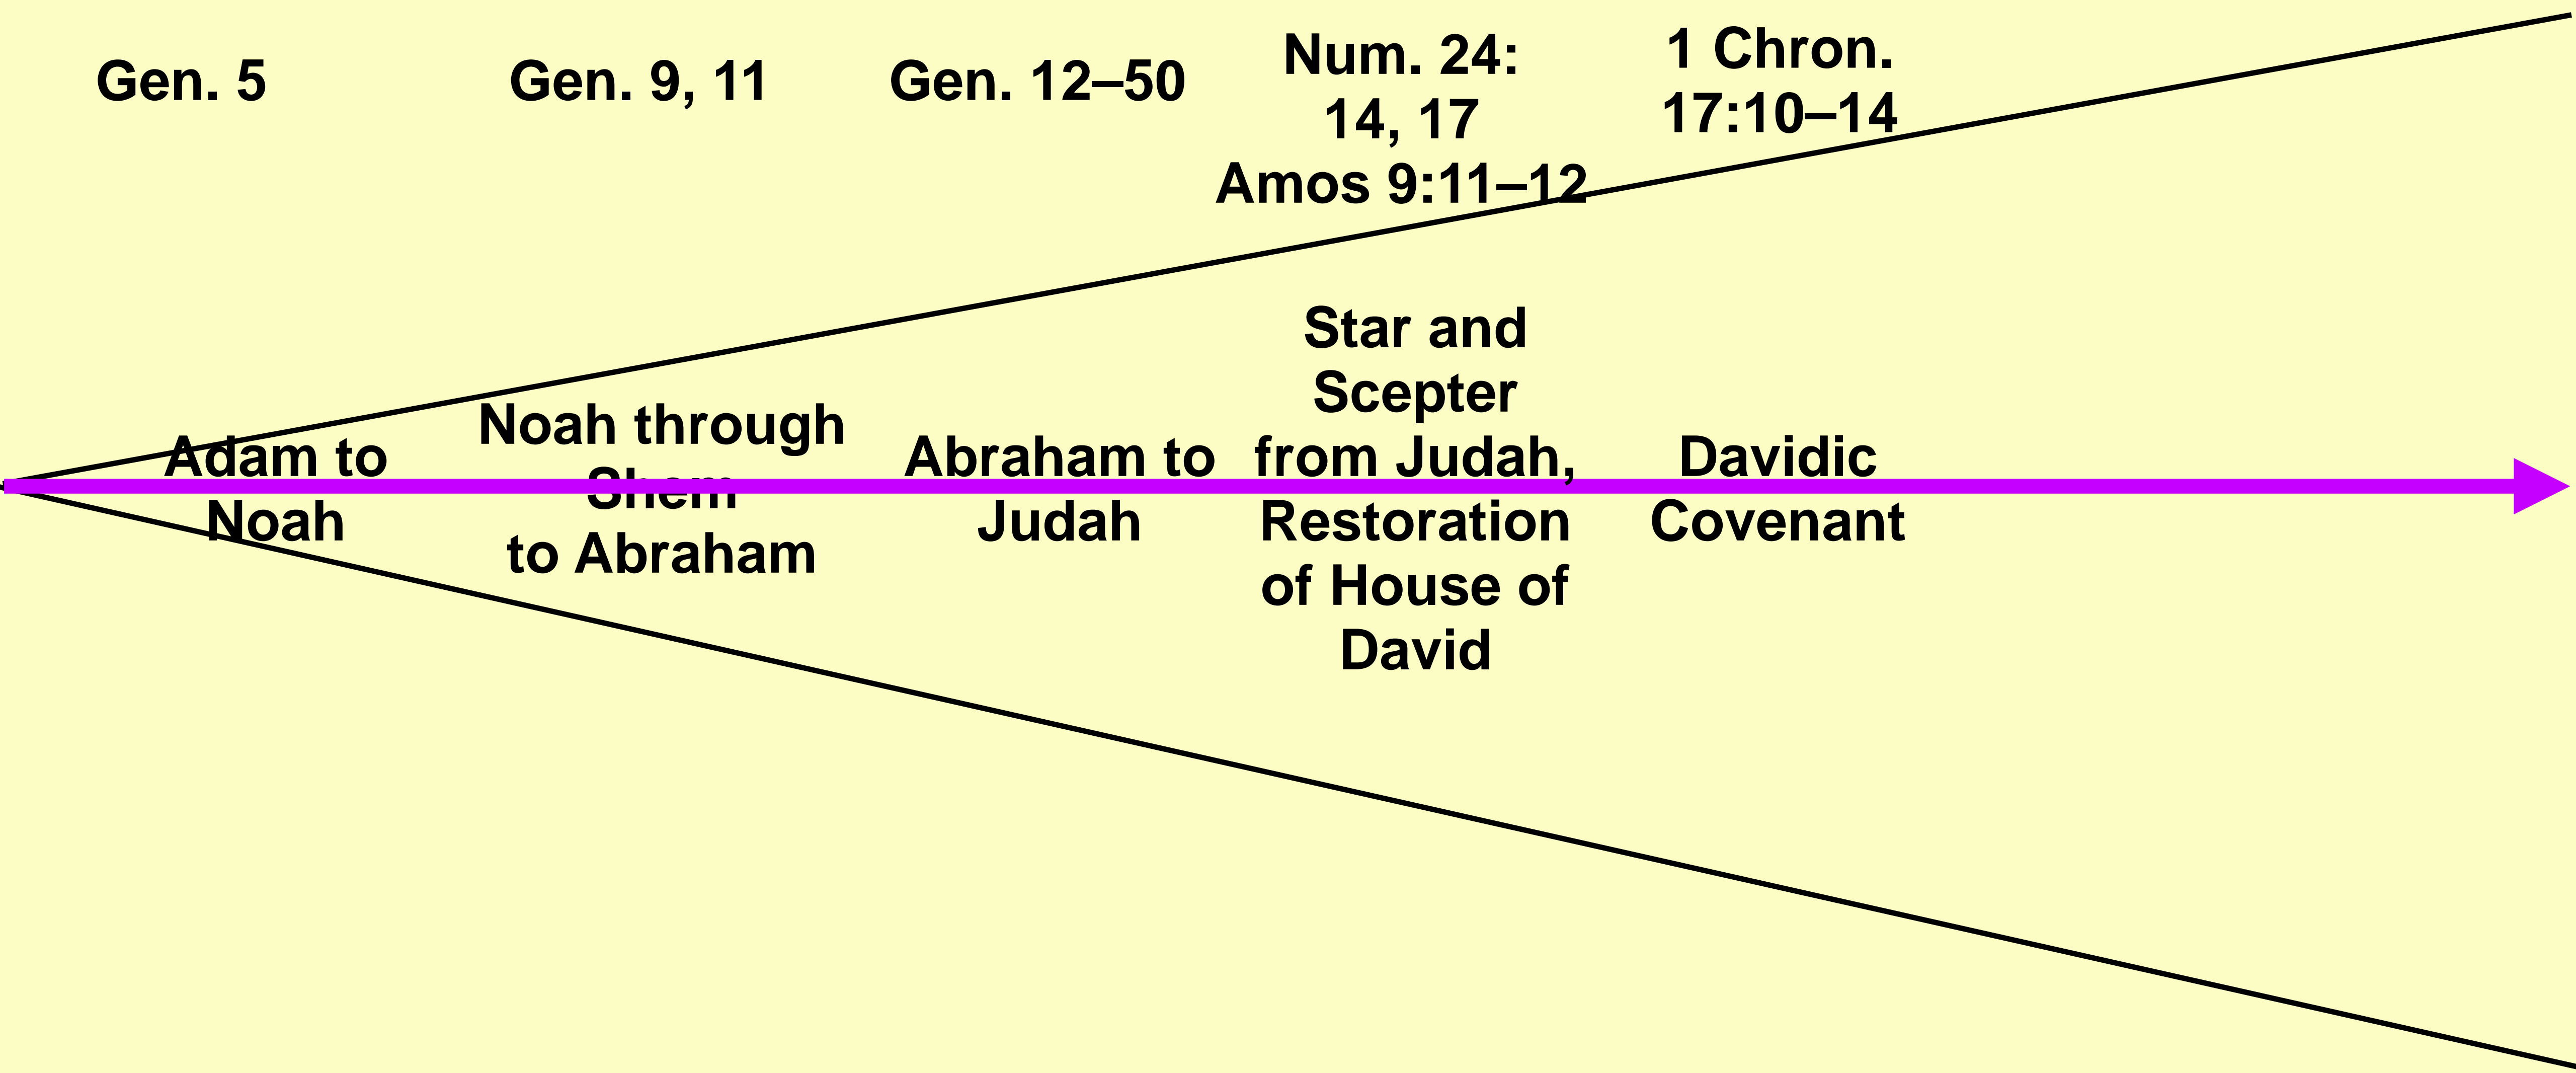 Gen. 5
Gen. 9, 11
Gen. 12–50
Num. 24:
14, 17
Amos 9:11–12
1 Chron.
17:10–14
Adam to
Noah
Noah through
Shem
to Abraham
Abraham to
Judah
Star and
Scepter
from Judah,
Restoration
of House of
David
Davidic
Covenant